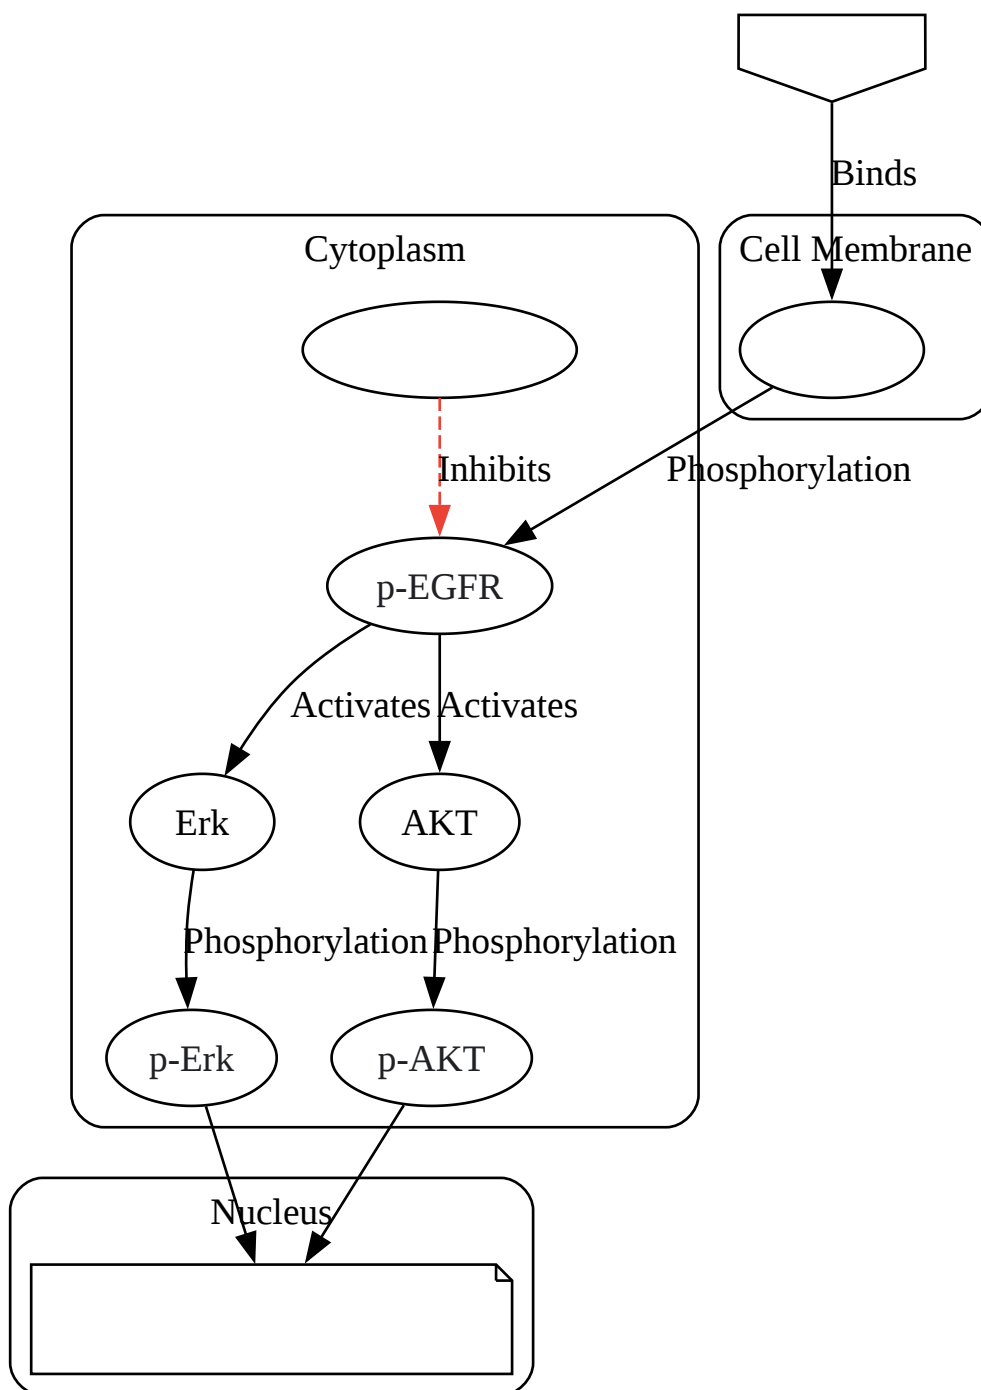 Binds
Cytoplasm
Cell Membrane
Inhibits
Phosphorylation
p-EGFR
Activates
Activates
Erk
AKT
Phosphorylation
Phosphorylation
p-Erk
p-AKT
Nucleus